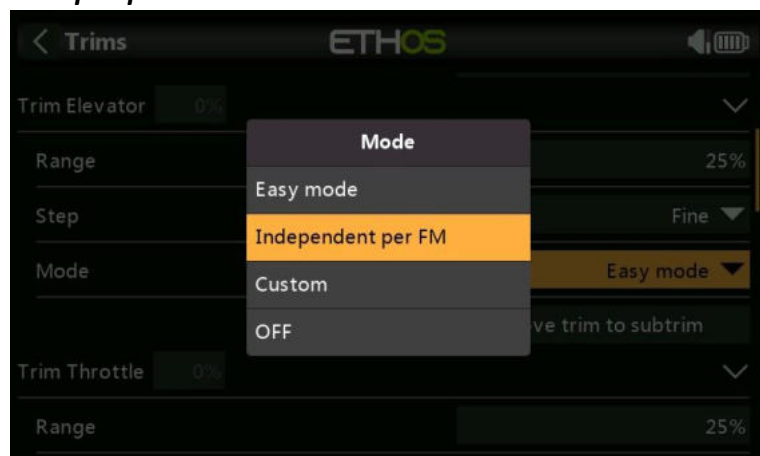 Trims ETHOS
Trim Elevator 0%
Mode
Range 25%
Easy mode
Step Fine
Independent per FM
Mode Easy mode
Custom
OFF
ve trim to subtrim
Trim Throttle 0%
Range 25%